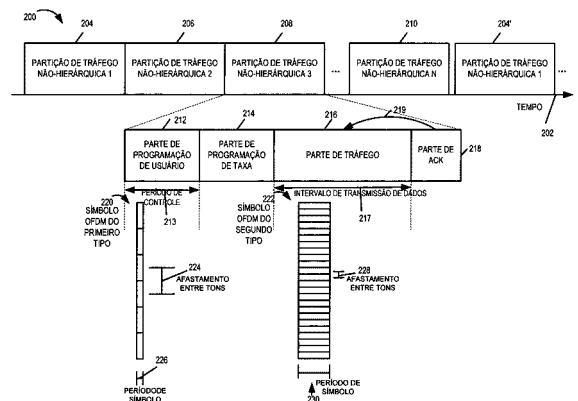 200
204
206
208
210
204'
PARTIÇÃO DE TRÁFEGO NÃO-HIERÁRQUICA 1
PARTIÇÃO DE TRÁFEGO NÃO-HIERÁRQUICA 2
PARTIÇÃO DE TRÁFEGO NÃO-HIERÁRQUICA 3
...
PARTIÇÃO DE TRÁFEGO NÃO-HIERÁRQUICA N
PARTIÇÃO DE TRÁFEGO NÃO-HIERÁRQUICA 1
...
TEMPO
202
212
214
216
219
PARTE DE PROGRAMAÇÃO DE USUÁRIO
PARTE DE PROGRAMAÇÃO DE TAXA
PARTE DE TRÁFEGO
PARTE DE ACK
218
220
PERÍODO DE CONTROLE
213
222
INTERVALO DE TRANSMISSÃO DE DADOS
217
SÍMBOLO OFDM DO PRIMEIRO TIPO
SÍMBOLO OFDM DO SEGUNDO TIPO
224
AFASTAMENTO ENTRE TONS
228
AFASTAMENTO ENTRE TONS
226
PERÍODODE SÍMBOLO
PERÍODO DE SÍMBOLO
230